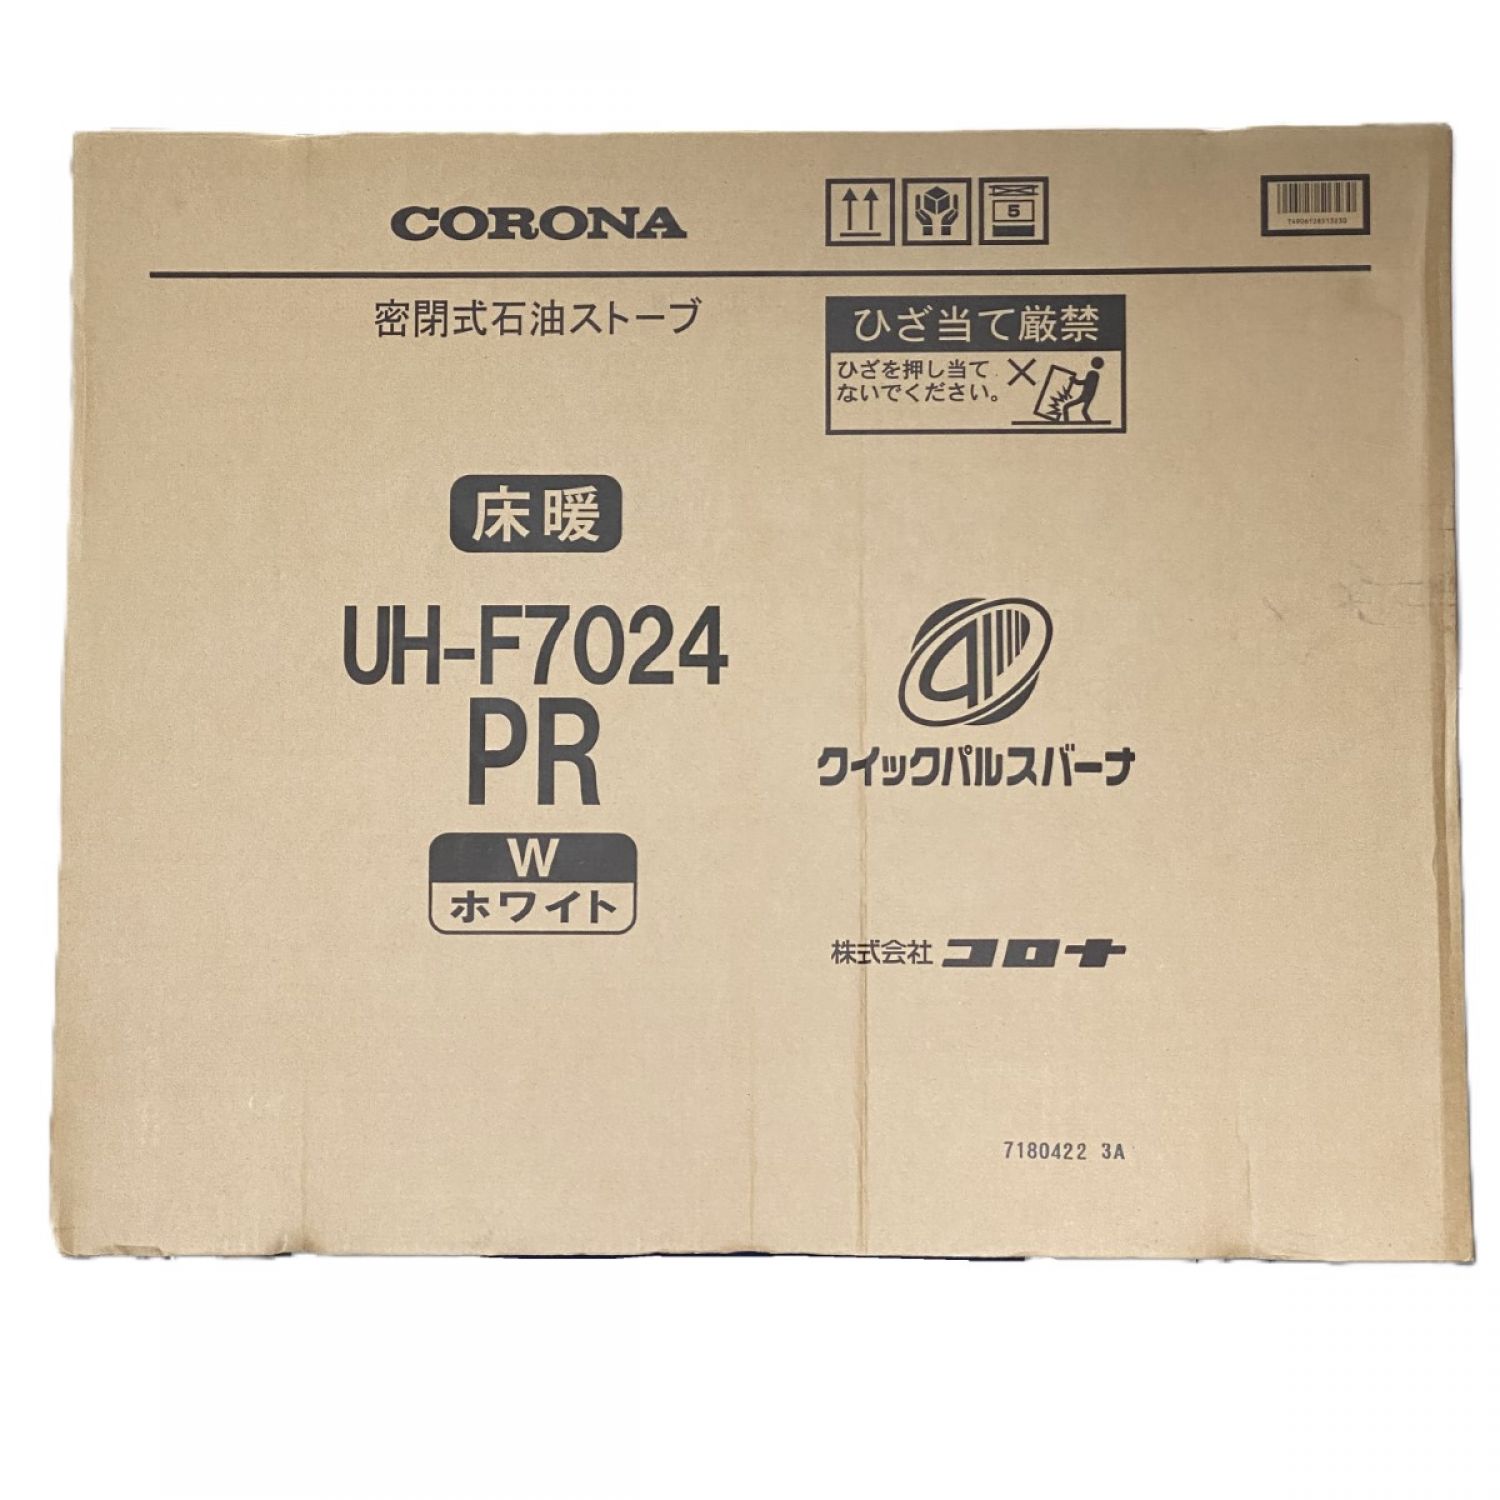 CORONA
5
密閉式石油ストーブ
ひざ当て厳禁
ひざを押し当て
ないでください。
床暖
UH-F7024
PR
W
ホワイト
クイックパルスバーナ
株式会社 コロナ
7180422 3A